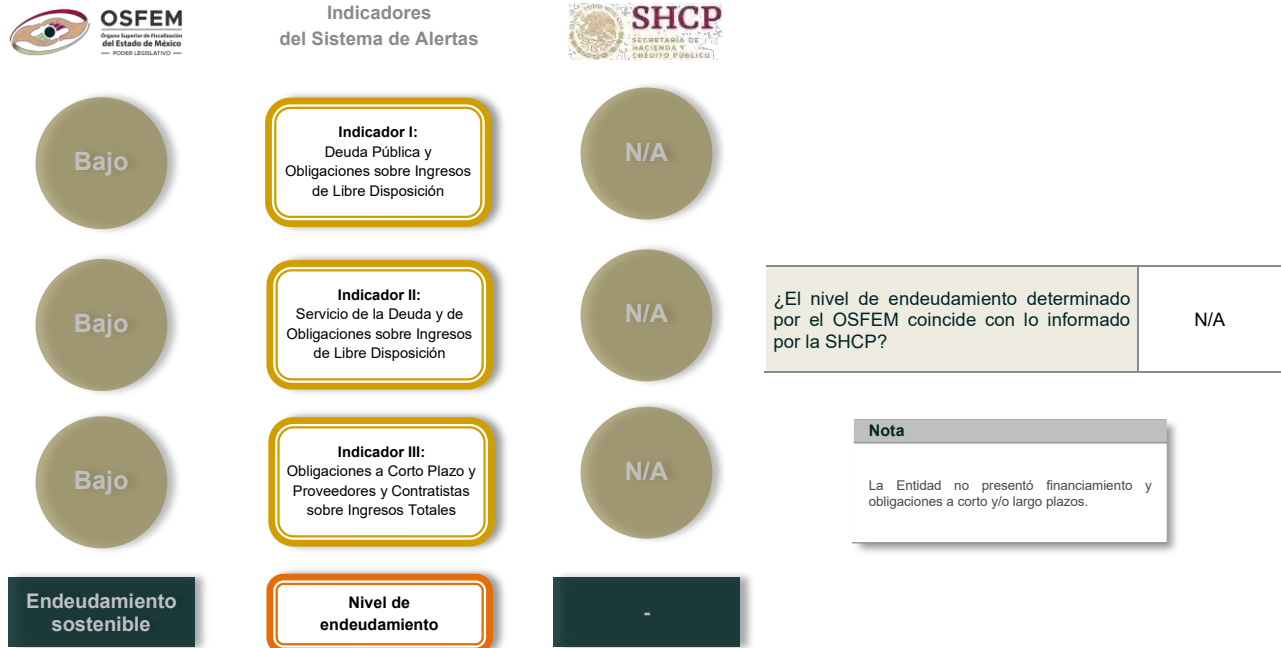 OSFEM
Órgano Superior de Fiscalización
del Estado de México
— PODER LEGISLATIVO —
Indicadores
del Sistema de Alertas
SHCP
SECRETARÍA DE
HACIENDA Y
CRÉDITO PÚBLICO
Bajo
Indicador I:
Deuda Pública y
Obligaciones sobre Ingresos
de Libre Disposición
N/A
Bajo
Indicador II:
Servicio de la Deuda y de
Obligaciones sobre Ingresos
de Libre Disposición
N/A
¿El nivel de endeudamiento determinado
por el OSFEM coincide con lo informado
por la SHCP?
N/A
Bajo
Indicador III:
Obligaciones a Corto Plazo y
Proveedores y Contratistas
sobre Ingresos Totales
N/A
Nota
La Entidad no presentó financiamiento y
obligaciones a corto y/o largo plazos.
Endeudamiento
sostenible
Nivel de
endeudamiento
-